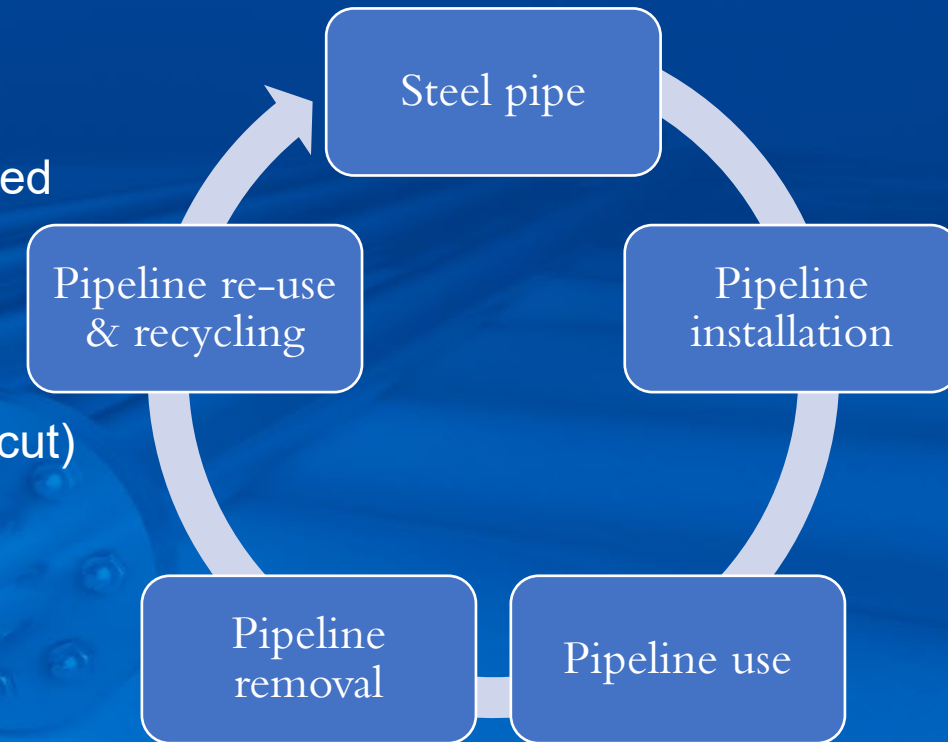 Steel pipe
ed
Pipeline re-use
& recycling
Pipeline
installation
cut)
Pipeline
removal
Pipeline use